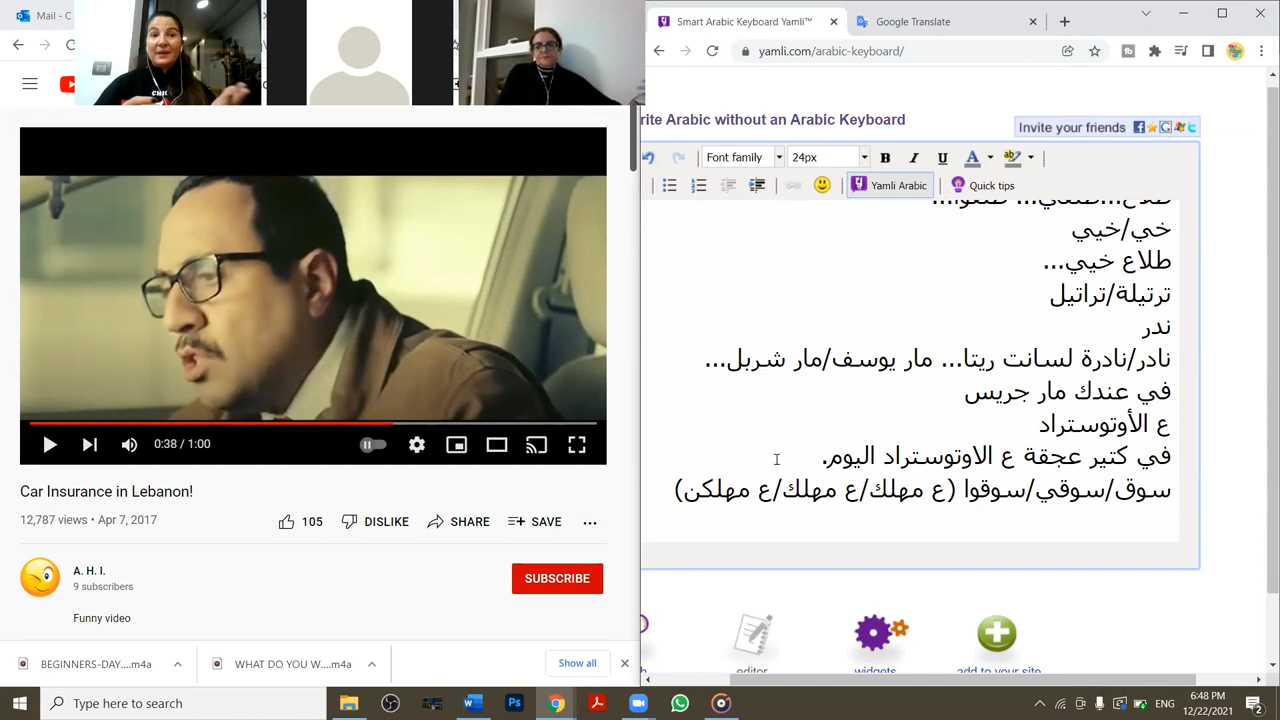 Mail - C
Smart Arabic Keyboard Yamli™
Google Translate
yamli.com/arabic-keyboard/
rite Arabic without an Arabic Keyboard
Invite your friends
Font family
24px
B I U A
Yamli Arabic
Quick tips
خي/خيي
طلاع خيي...
ترتيلة/تراتيل
ندر
نادر/نادرة لسانت ريتا... مار يوسف/مار شربل...
في عندك مار جريس
ع الأوتوستراد
في كتير عجقة ع الاوتوستراد اليوم.
سوق/سوقي/سوقوا (ع مهلك/ع مهلك/ع مهلكن)
editor
widgets
add to your site
0:38 / 1:00
Car Insurance in Lebanon!
12,787 views • Apr 7, 2017
105
DISLIKE
SHARE
SAVE
A. H. I.
9 subscribers
SUBSCRIBE
Funny video
BEGINNERS-DAY....m4a
WHAT DO YOU W....m4a
Show all
Type here to search
ENG
6:48 PM
12/22/2021
2